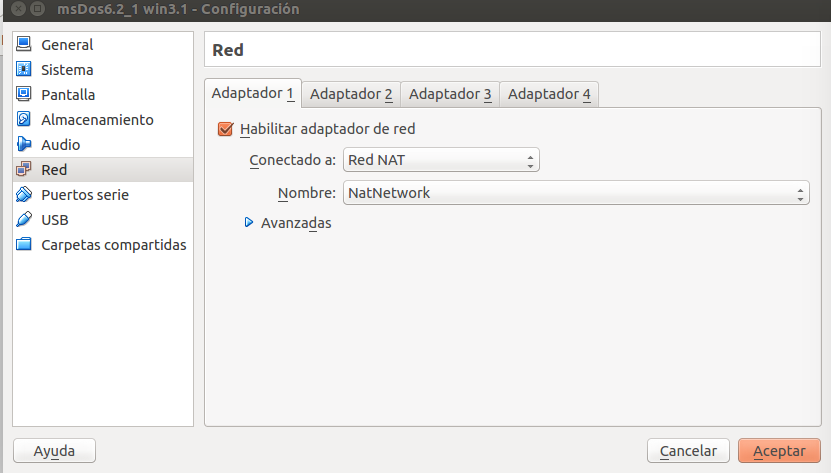 msDos6.2_1 win3.1 - Configuración
General
Sistema
Pantalla
Almacenamiento
Audio
Red
Puertos serie
USB
Carpetas compartidas
Red
Adaptador 1 Adaptador 2 Adaptador 3 Adaptador 4
Habilitar adaptador de red
Conectado a: Red NAT
Nombre: NatNetwork
Avanzadas
Ayuda Cancelar Aceptar